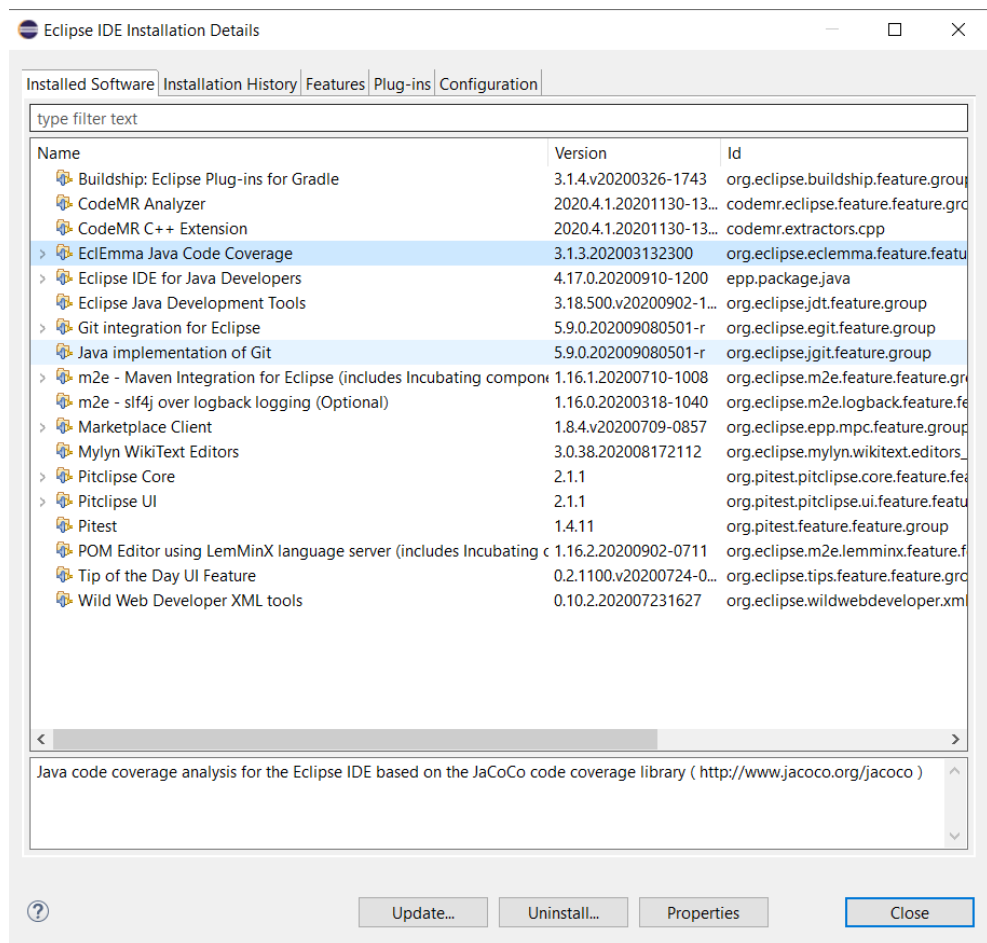 Eclipse IDE Installation Details
Installed Software Installation History Features Plug-ins Configuration
type filter text
Name Version Id
Buildship: Eclipse Plug-ins for Gradle 3.1.4.v20200326-1743 org.eclipse.buildship.feature.group
CodeMR Analyzer 2020.4.1.20201130-13... codemr.eclipse.feature.feature.gro
CodeMR C++ Extension 2020.4.1.20201130-13... codemr.extractors.cpp
EclEmma Java Code Coverage 3.1.3.202003132300 org.eclipse.eclemma.feature.featu
Eclipse IDE for Java Developers 4.17.0.20200910-1200 epp.package.java
Eclipse Java Development Tools 3.18.500.v20200902-1... org.eclipse.jdt.feature.group
Git integration for Eclipse 5.9.0.202009080501-r org.eclipse.egit.feature.group
Java implementation of Git 5.9.0.202009080501-r org.eclipse.jgit.feature.group
m2e - Maven Integration for Eclipse (includes Incubating compone 1.16.1.20200710-1008 org.eclipse.m2e.feature.feature.gr
m2e - slf4j over logback logging (Optional) 1.16.0.20200318-1040 org.eclipse.m2e.logback.feature.fe
Marketplace Client 1.8.4.v20200709-0857 org.eclipse.epp.mpc.feature.group
Mylyn WikiText Editors 3.0.38.202008172112 org.eclipse.mylyn.wikitext.editors_
Pitclipse Core 2.1.1 org.pitest.pitclipse.core.feature.fea
Pitclipse UI 2.1.1 org.pitest.pitclipse.ui.feature.featu
Pitest 1.4.11 org.pitest.feature.feature.group
POM Editor using LemMinX language server (includes Incubating c 1.16.2.20200902-0711 org.eclipse.m2e.lemminx.feature.f
Tip of the Day UI Feature 0.2.1100.v20200724-0... org.eclipse.tips.feature.feature.gro
Wild Web Developer XML tools 0.10.2.202007231627 org.eclipse.wildwebdeveloper.xml
Java code coverage analysis for the Eclipse IDE based on the JaCoCo code coverage library ( http://www.jacoco.org/jacoco )
? Update... Uninstall... Properties Close